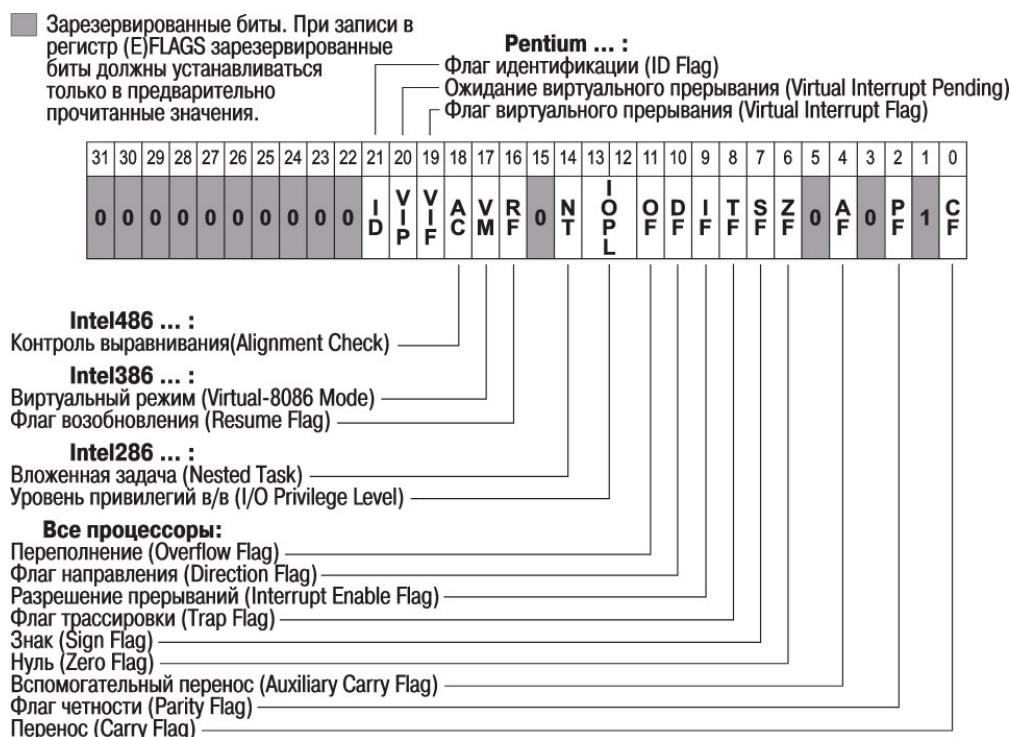 Зарезервированные биты. При записи в
регистр (E)FLAGS зарезервированные
биты должны устанавливаться
только в предварительно
прочитанные значения.
Pentium ... :
Флаг идентификации (ID Flag)
Ожидание виртуального прерывания (Virtual Interrupt Pending)
Флаг виртуального прерывания (Virtual Interrupt Flag)
31 30 29 28 27 26 25 24 23 22 21 20 19 18 17 16 15 14 13 12 11 10 9 8 7 6 5 4 3 2 1 0
0 0 0 0 0 0 0 0 0 0 ID VIP VIF AC VM RF 0 NT IOPL OF DF IF TF SF ZF 0 AF 0 PF 1 CF
Intel486 ... :
Контроль выравнивания(Alignment Check)
Intel386 ... :
Виртуальный режим (Virtual-8086 Mode)
Флаг возобновления (Resume Flag)
Intel286 ... :
Вложенная задача (Nested Task)
Уровень привилегий в/в (I/O Privilege Level)
Все процессоры:
Переполнение (Overflow Flag)
Флаг направления (Direction Flag)
Разрешение прерываний (Interrupt Enable Flag)
Флаг трассировки (Trap Flag)
Знак (Sign Flag)
Нуль (Zero Flag)
Вспомогательный перенос (Auxiliary Carry Flag)
Флаг четности (Parity Flag)
Перенос (Carry Flag)